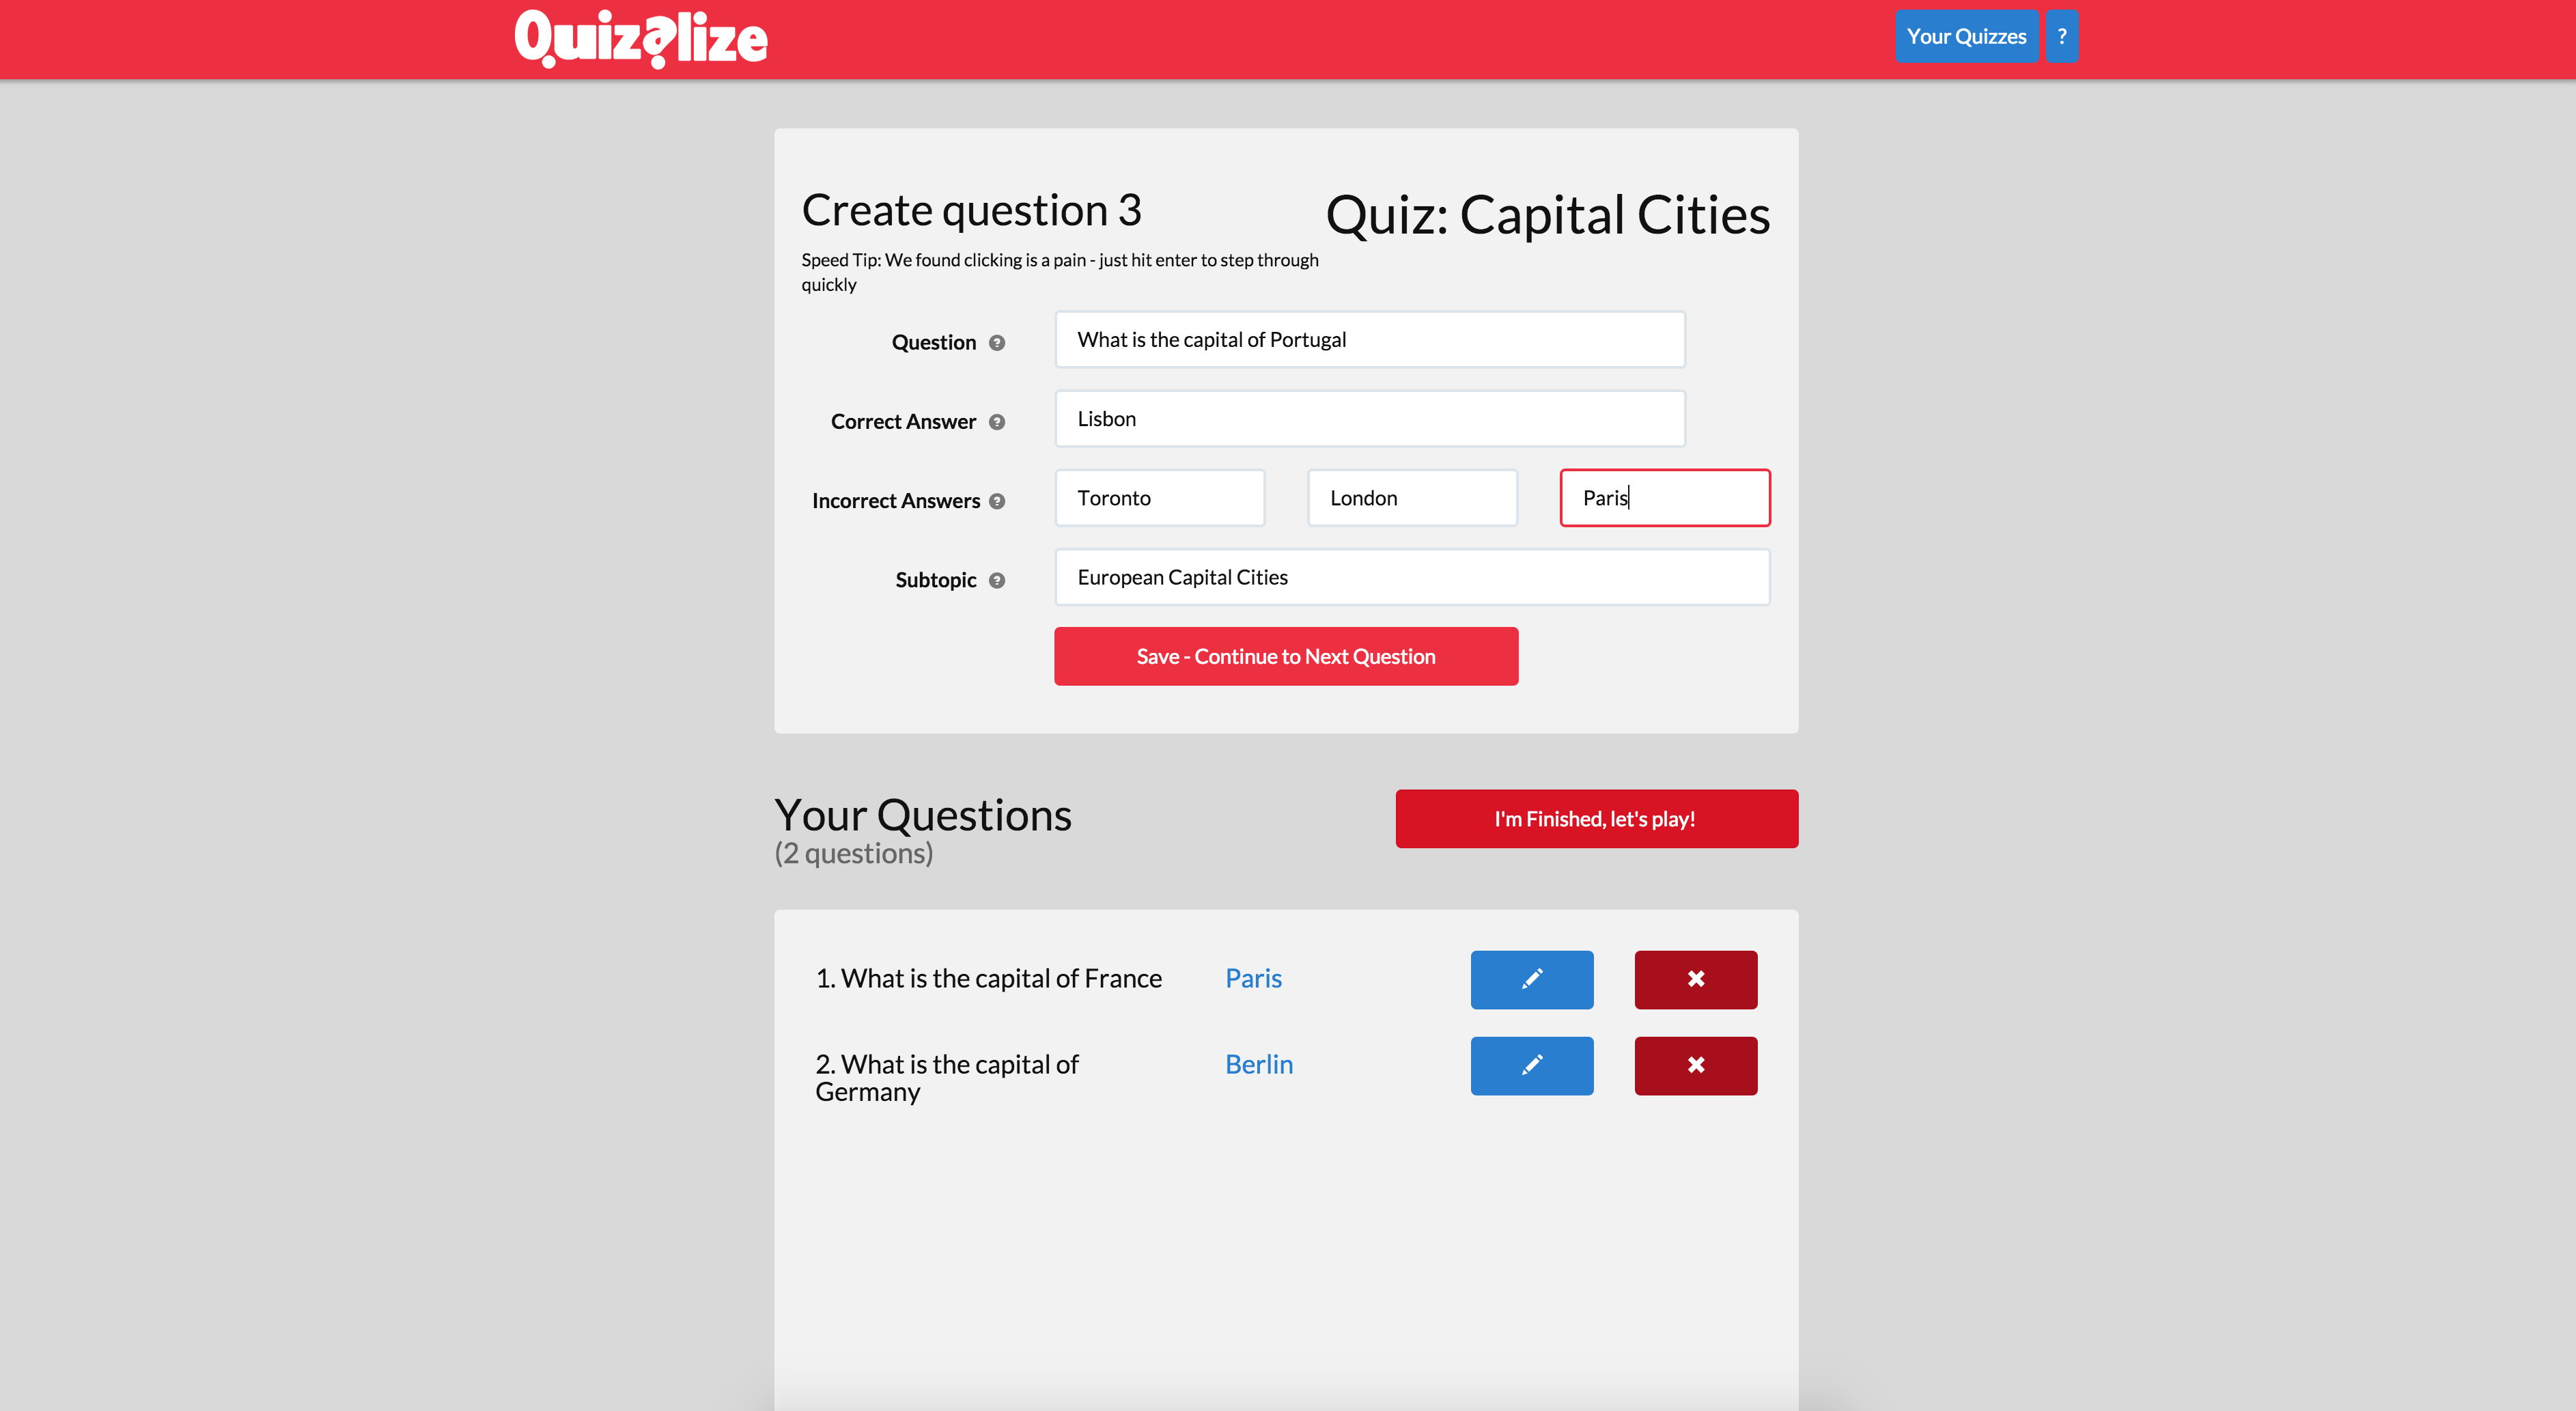 Quizalize
Your Quizzes
?
Create question 3
Quiz: Capital Cities
Speed Tip: We found clicking is a pain - just hit enter to step through
quickly
Question ?
What is the capital of Portugal
Correct Answer ?
Lisbon
Incorrect Answers ?
Toronto
London
Paris
Subtopic ?
European Capital Cities
Save - Continue to Next Question
Your Questions
(2 questions)
I'm Finished, let's play!
1. What is the capital of France
Paris
2. What is the capital of
Germany
Berlin